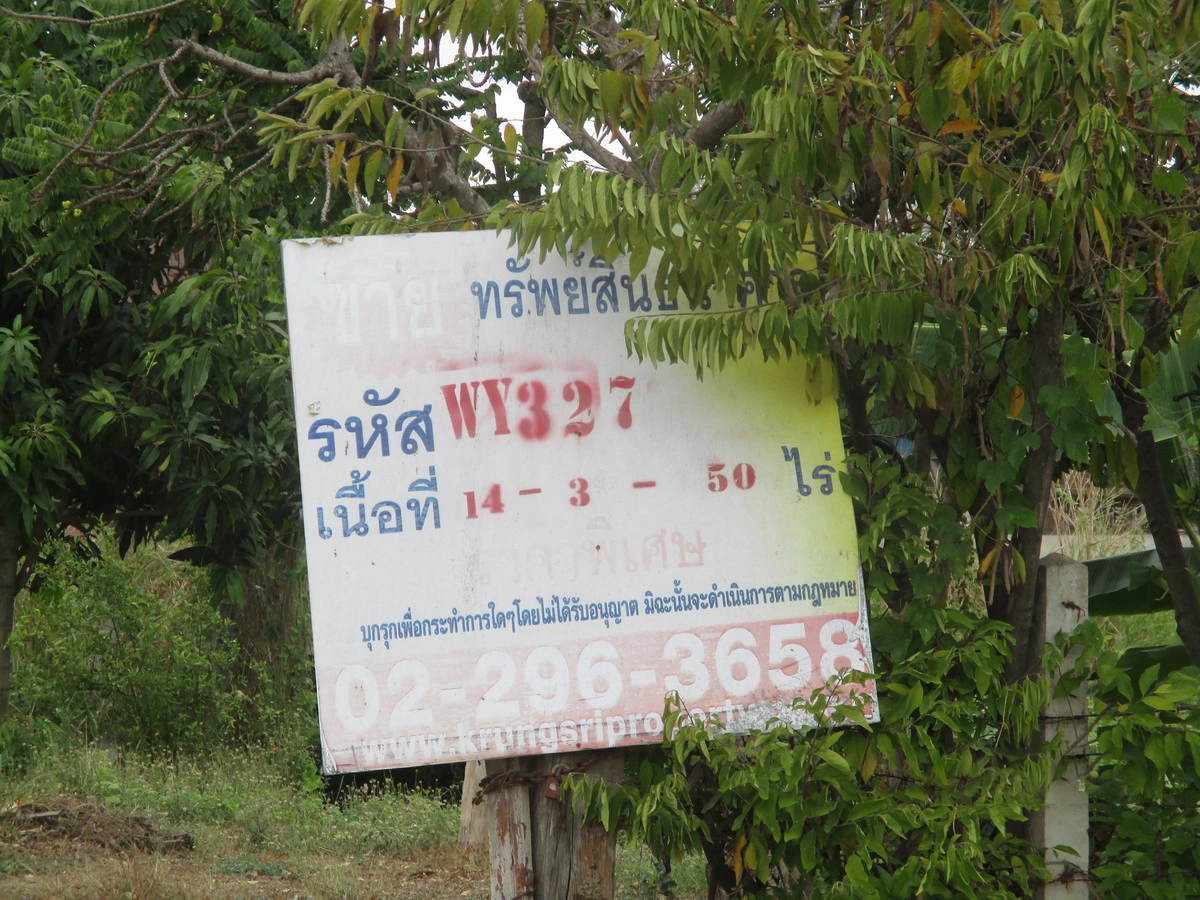 ขาย ทรัพย์สิน
รหัส WY327
เนื้อที่ 14 - 3 - 50 ไร่
ราคาพิเศษ
บุกรุกเพื่อกระทำการใดๆโดยไม่ได้รับอนุญาต มิฉะนั้นจะดำเนินการตามกฎหมาย
02-296-3658
www.krungsriproperty